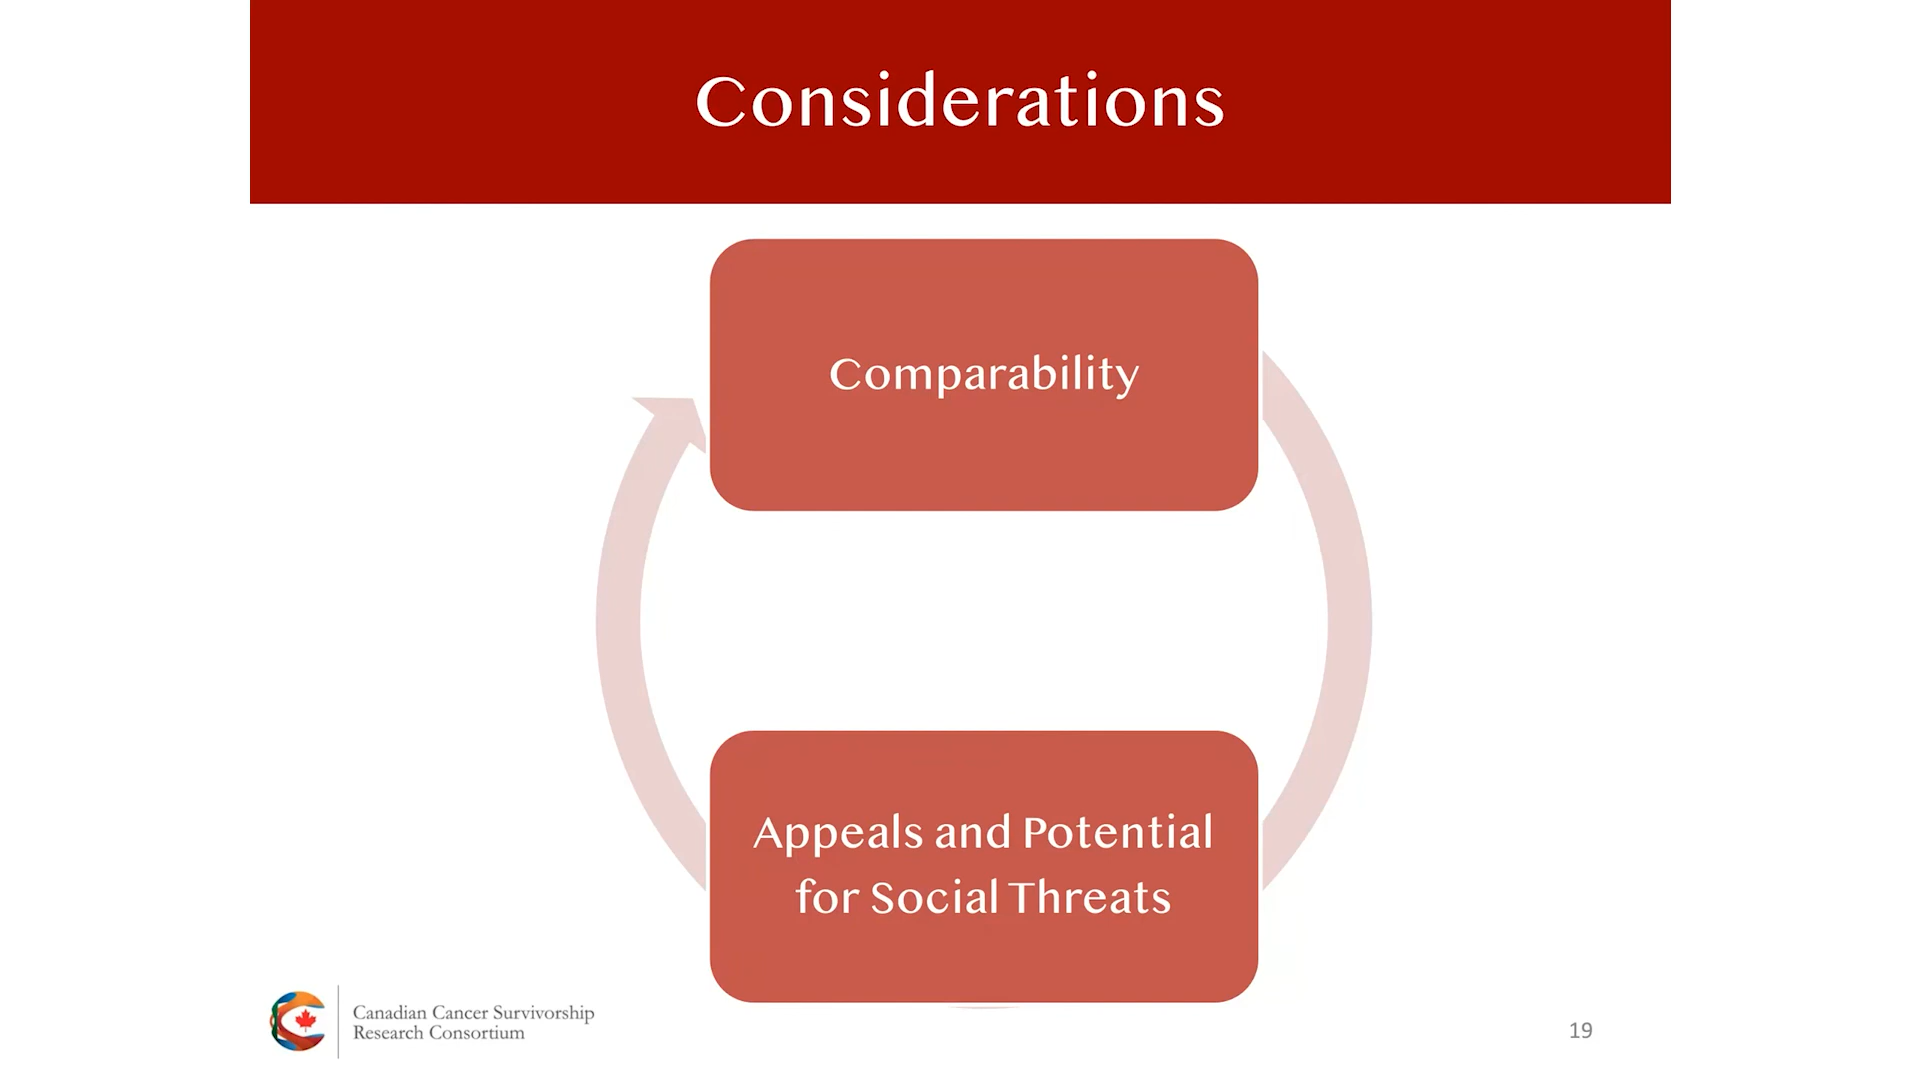 Considerations
Comparability
Appeals and Potential
for Social Threats
Canadian Cancer Survivorship
Research Consortium
19